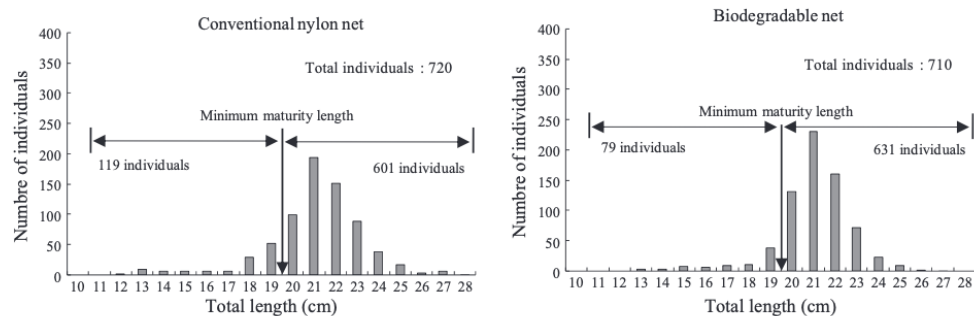 Conventional nylon net
Numbre of individuals
400
350
300
250
200
150
100
50
0
Total individuals : 720
Minimum maturity length
119 individuals
601 individuals
10 11 12 13 14 15 16 17 18 19 20 21 22 23 24 25 26 27 28
Total length (cm)
Biodegradable net
Numbre of individuals
400
350
300
250
200
150
100
50
0
Total individuals : 710
Minimum maturity length
79 individuals
631 individuals
10 11 12 13 14 15 16 17 18 19 20 21 22 23 24 25 26 27 28
Total length (cm)